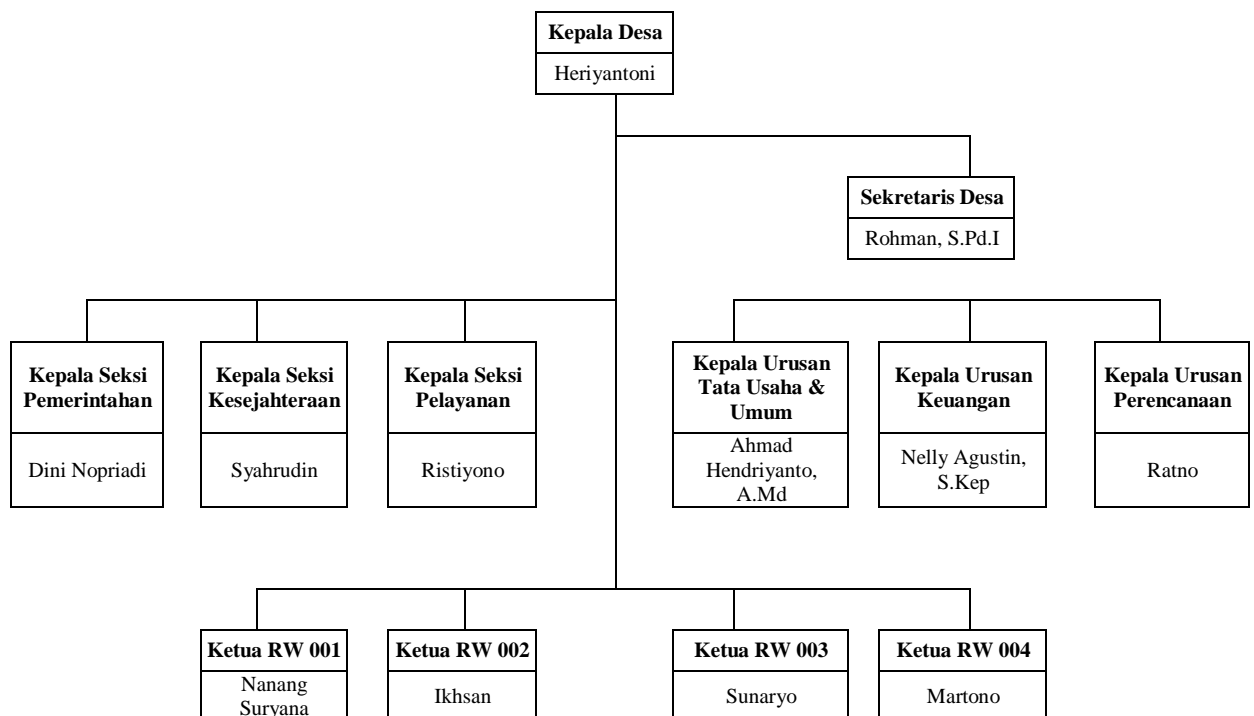 Kepala Desa
Heriyantoni
Sekretaris Desa
Rohman, S.Pd.I
Kepala Seksi
Pemerintahan
Dini Nopriadi
Kepala Seksi
Kesejahteraan
Syahrudin
Kepala Seksi
Pelayanan
Ristiyono
Kepala Urusan
Tata Usaha &
Umum
Ahmad
Hendriyanto,
A.Md
Kepala Urusan
Keuangan
Nelly Agustin,
S.Kep
Kepala Urusan
Perencanaan
Ratno
Ketua RW 001
Nanang
Suryana
Ketua RW 002
Ikhsan
Ketua RW 003
Sunaryo
Ketua RW 004
Martono